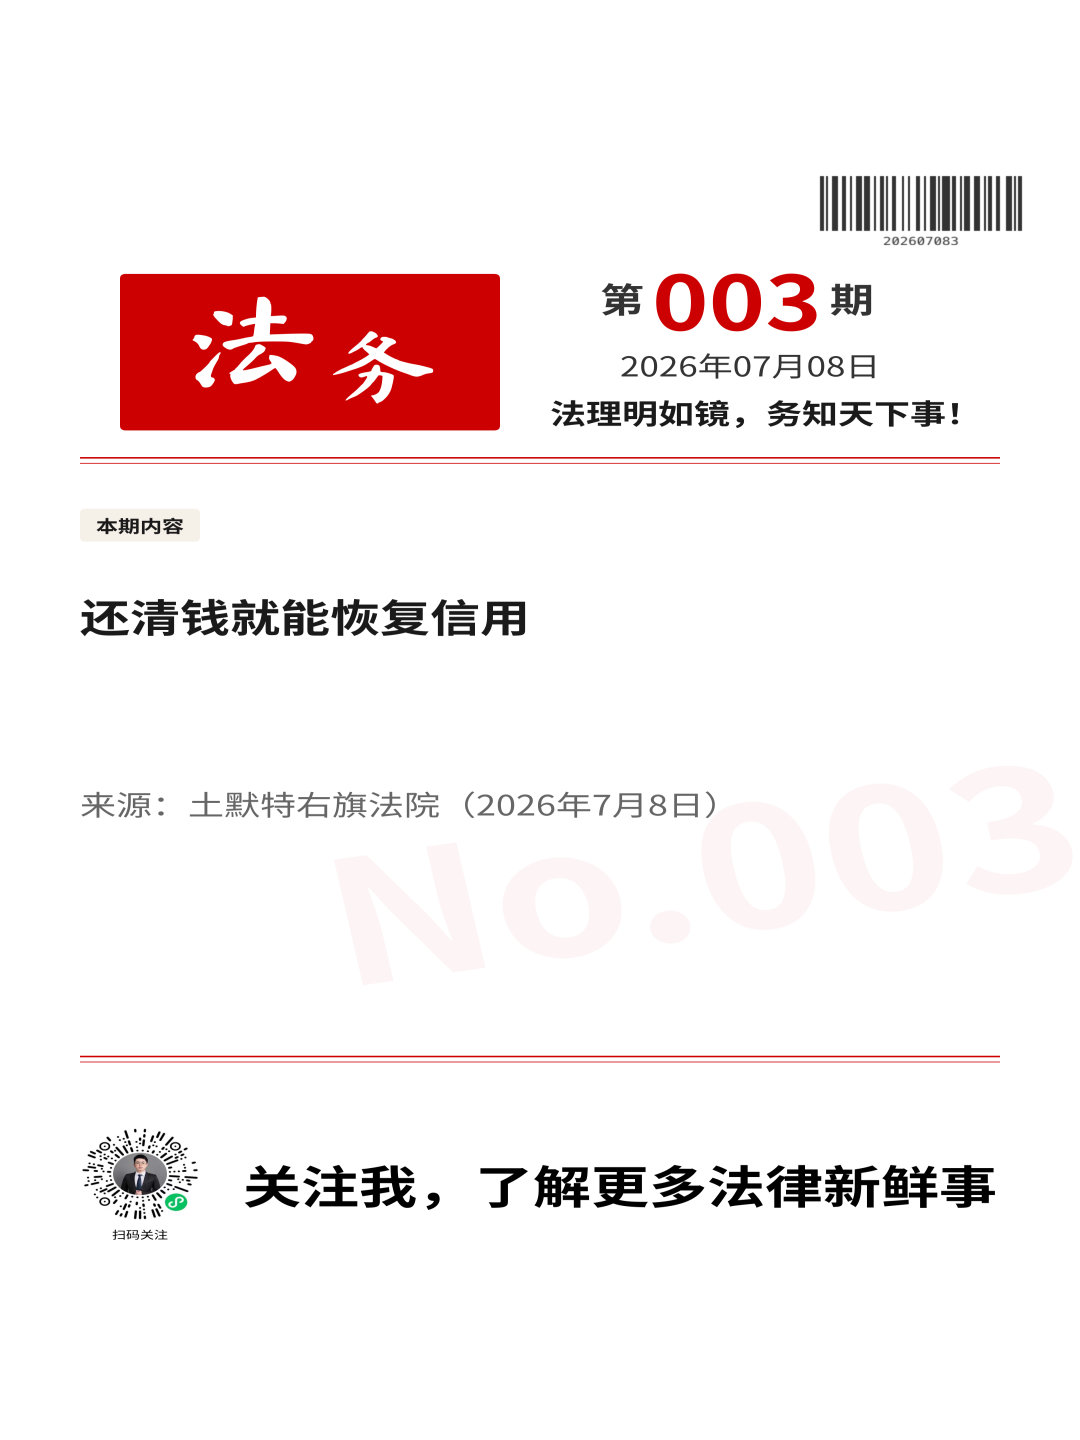 202607083
法务
第 003 期
2026年07月08日
法理明如镜，务知天下事！
本期内容
还清钱就能恢复信用
来源：土默特右旗法院（2026年7月8日）
No.003
关注我，了解更多法律新鲜事
扫码关注